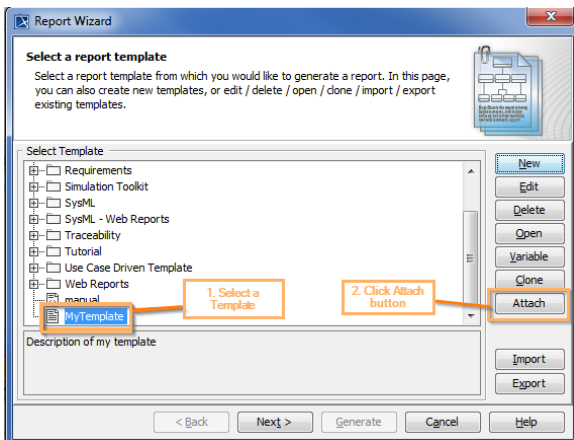 Report Wizard
Select a report template
Select a report template from which you would like to generate a report. In this page,
you can also create new templates, or edit / delete / open / clone / import / export
existing templates.
Select Template
Requirements
Simulation Toolkit
SysML
SysML - Web Reports
Traceability
Tutorial
Use Case Driven Template
Web Reports
manual
MyTemplate
1. Select a
Template
2. Click Attach
button
New
Edit
Delete
Open
Variable
Clone
Attach
Description of my template
Import
Export
< Back
Next >
Generate
Cancel
Help